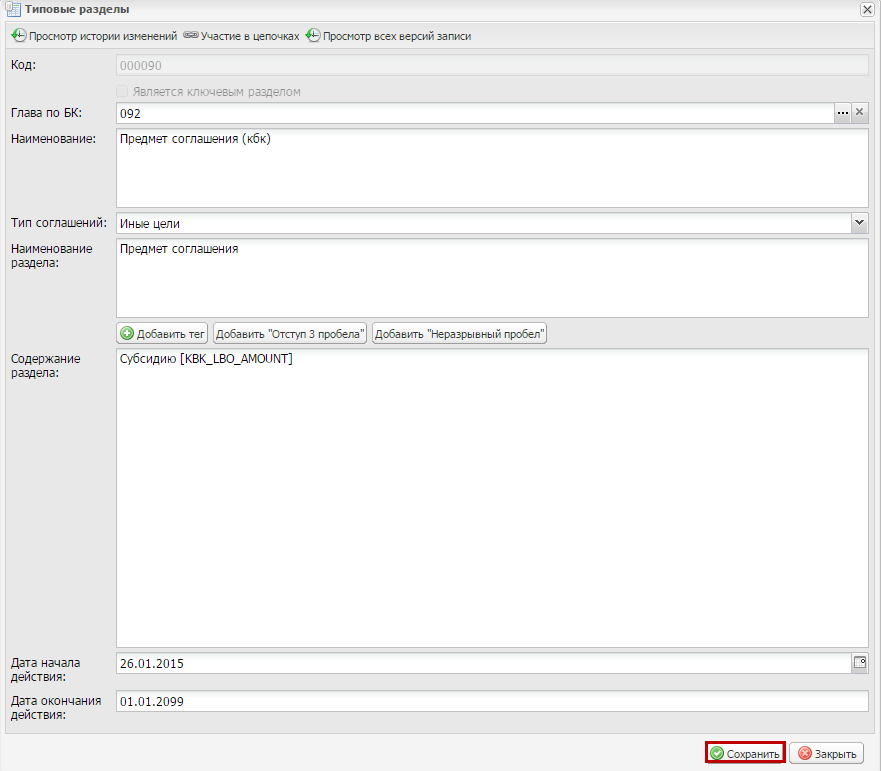 Типовые разделы
Просмотр истории изменений Участие в цепочках Просмотр всех версий записи
Код: 000090
Является ключевым разделом
Глава по БК: 092
Наименование: Предмет соглашения (кбк)
Тип соглашений: Иные цели
Наименование Предмет соглашения
раздела:
Добавить тег Добавить "Отступ 3 пробела" Добавить "Неразрывный пробел"
Содержание Субсидию [KBK_LBO_AMOUNT]
раздела:
Дата начала 26.01.2015
действия:
Дата окончания 01.01.2099
действия:
Сохранить Закрыть